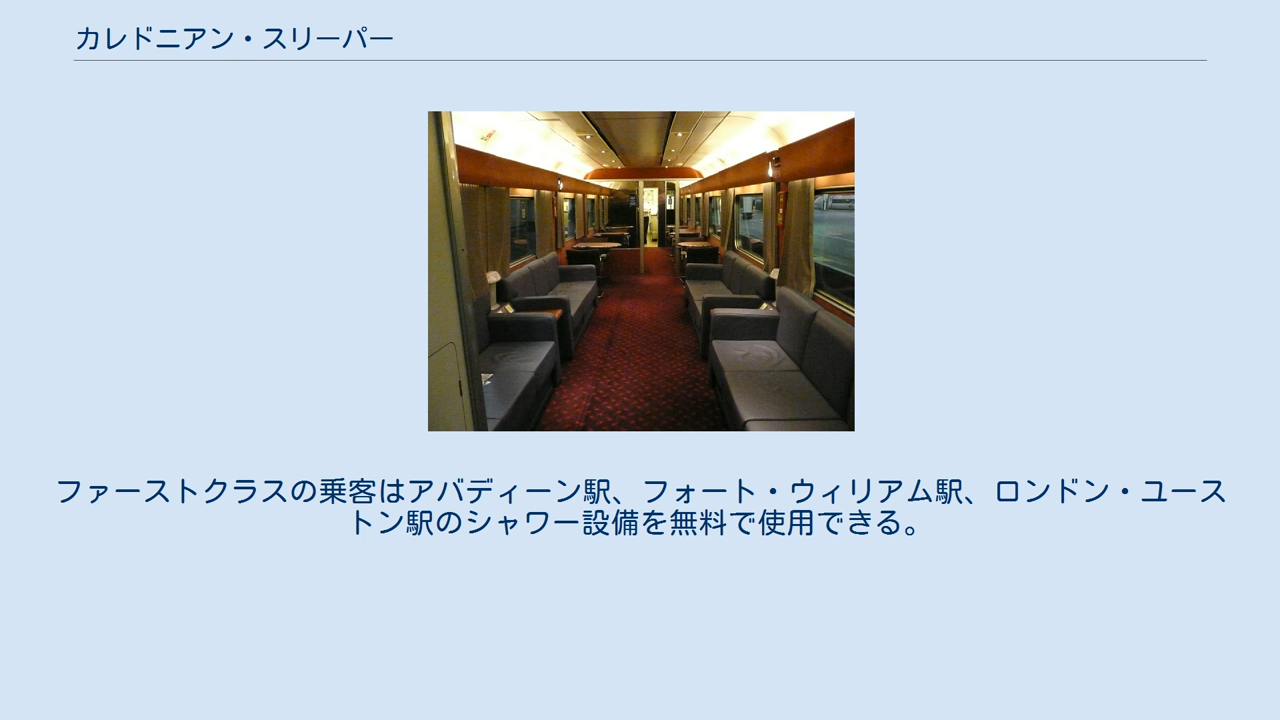 カレドニアン・スリーパー
ファーストクラスの乗客はアバディーン駅、フォート・ウィリアム駅、ロンドン・ユース
トン駅のシャワー設備を無料で使用できる。